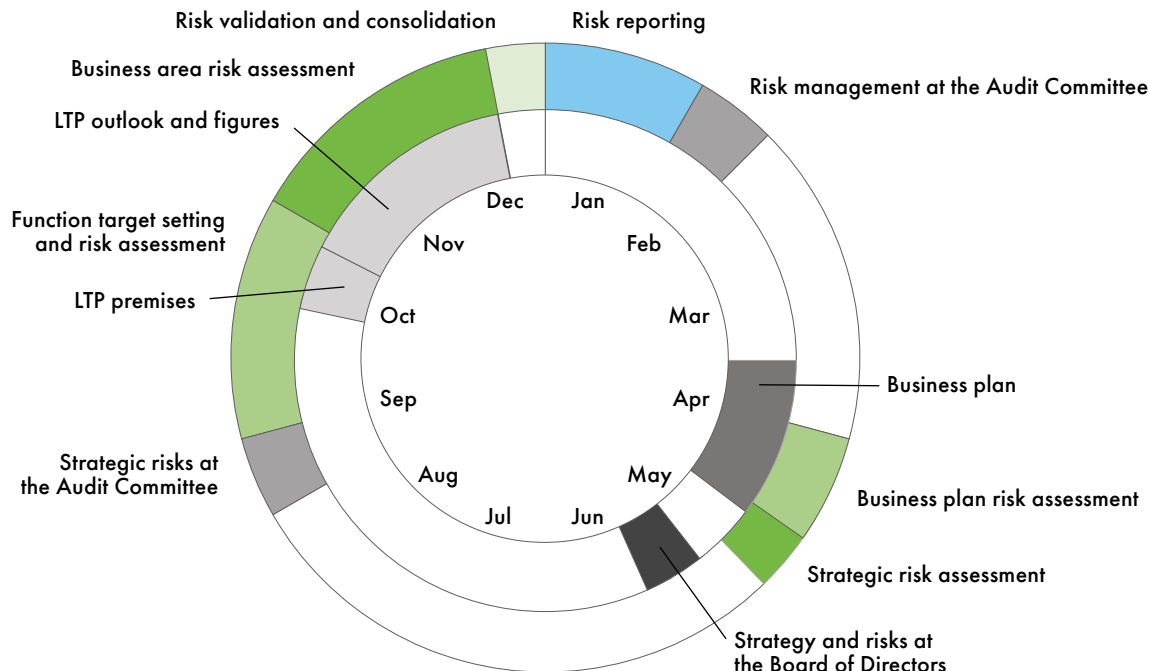 Risk validation and consolidation
Risk reporting
Business area risk assessment
Risk management at the Audit Committee
LTP outlook and figures
Function target setting
and risk assessment
LTP premises
Dec
Jan
Nov
Feb
Oct
Mar
Sep
Apr
Aug
May
Jul
Jun
Business plan
Strategic risks at
the Audit Committee
Business plan risk assessment
Strategic risk assessment
Strategy and risks at
the Board of Directors